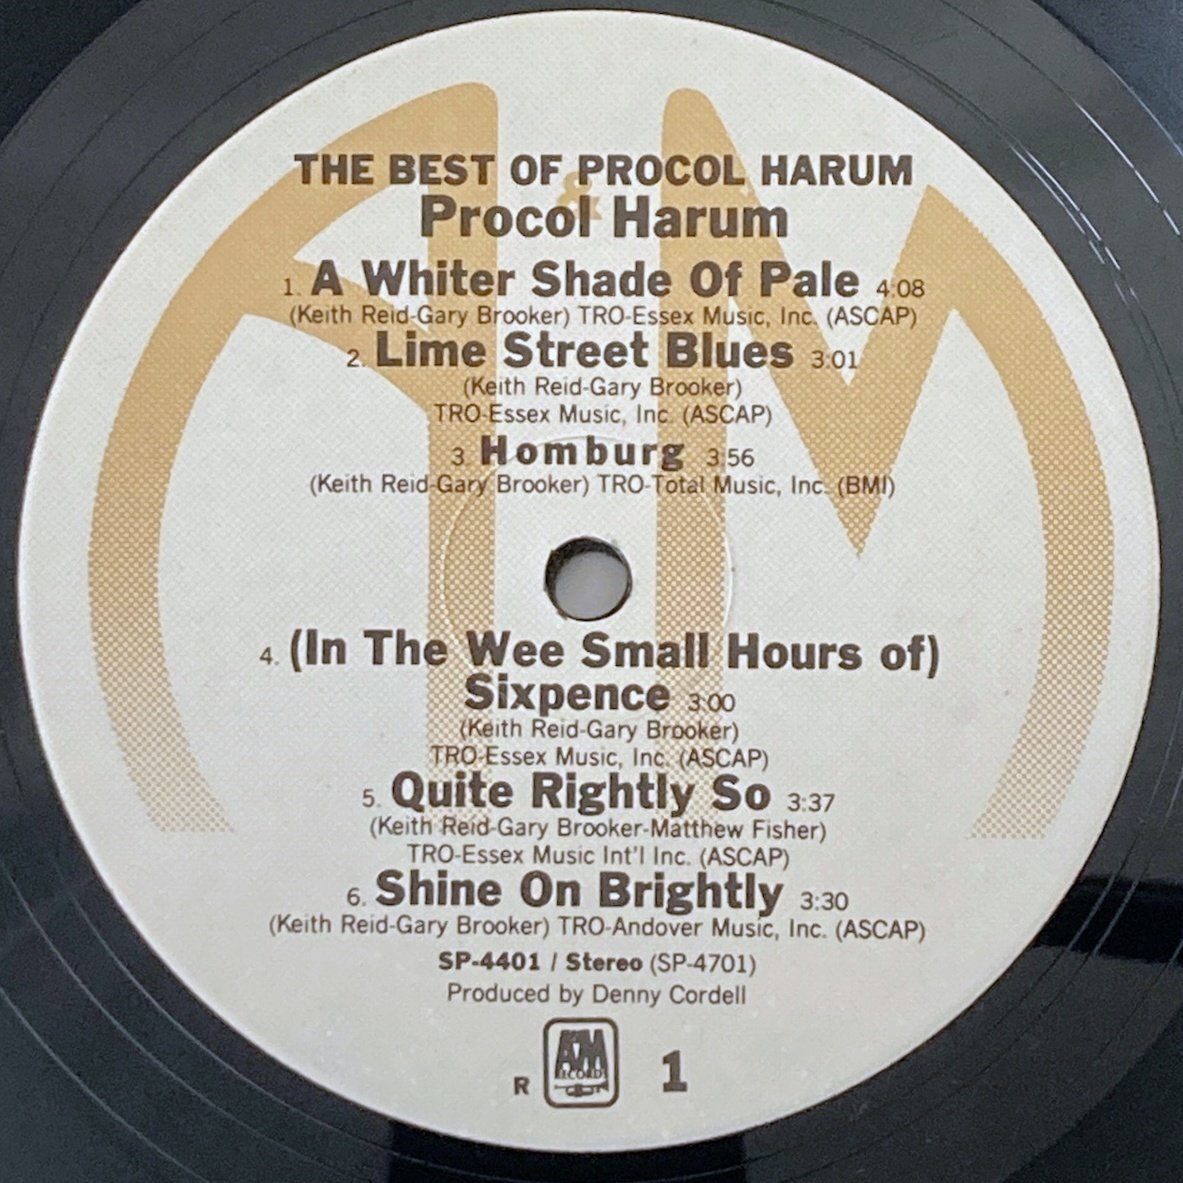 THE BEST OF PROCOL HARUM
Procol Harum
1. A Whiter Shade Of Pale 4:08
(Keith Reid-Gary Brooker) TRO-Essex Music, Inc. (ASCAP)
2. Lime Street Blues 3:01
(Keith Reid-Gary Brooker)
TRO-Essex Music, Inc. (ASCAP)
3. Homburg 3:56
(Keith Reid-Gary Brooker) TRO-Total Music, Inc. (BMI)
4. (In The Wee Small Hours of)
Sixpence 3:00
(Keith Reid-Gary Brooker)
TRO-Essex Music, Inc. (ASCAP)
5. Quite Rightly So 3:37
(Keith Reid-Gary Brooker-Matthew Fisher)
TRO-Essex Music Int'l Inc. (ASCAP)
6. Shine On Brightly 3:30
(Keith Reid-Gary Brooker) TRO-Andover Music, Inc. (ASCAP)
SP-4401 / Stereo (SP-4701)
Produced by Denny Cordell
A&M
RECORDS
R 1